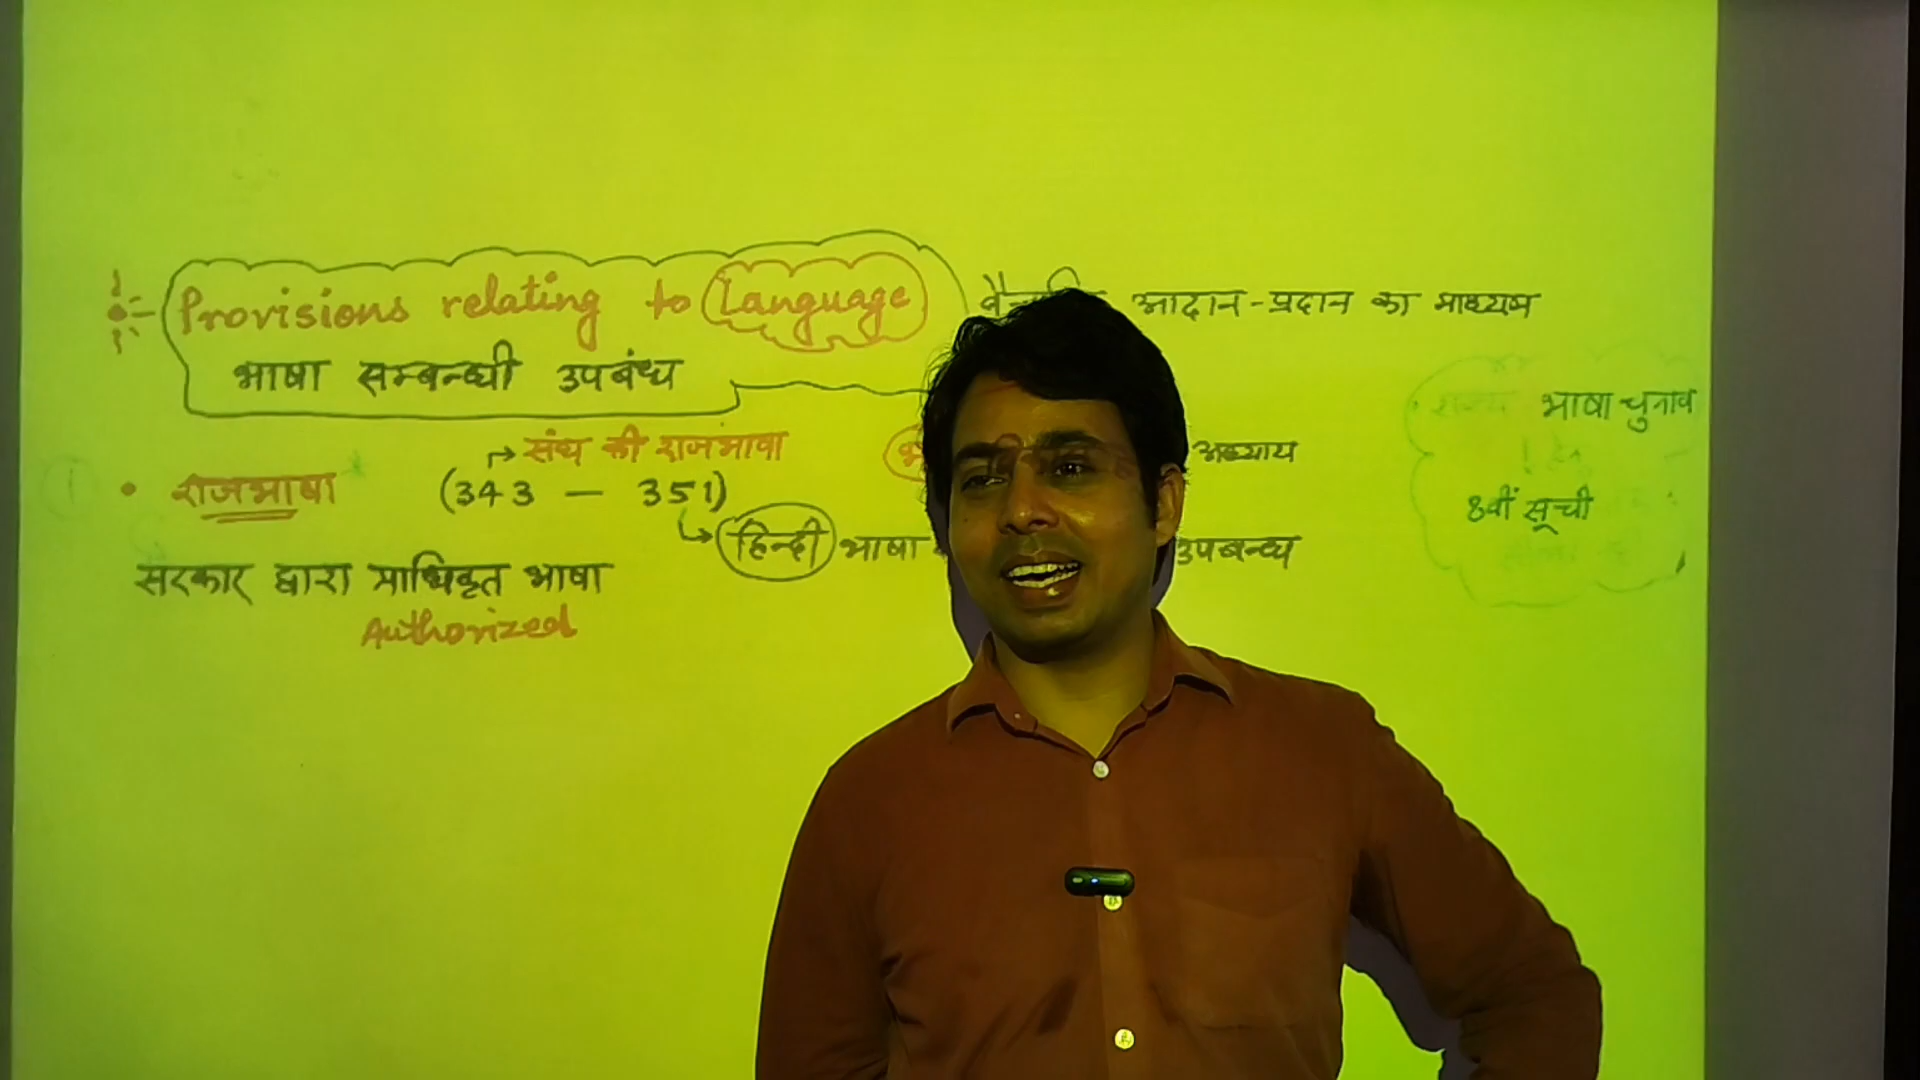 Provisions relating to Language
आदान-प्रदान का माध्यम
भाषा सम्बन्धी उपबंध
भाषा चुनाव
संघ की राजभाषा
अध्याय
• राजभाषा (343 - 351)
8वीं सूची
हिन्दी भाषा उपबन्ध
सरकार द्वारा प्राधिकृत भाषा
Authorized